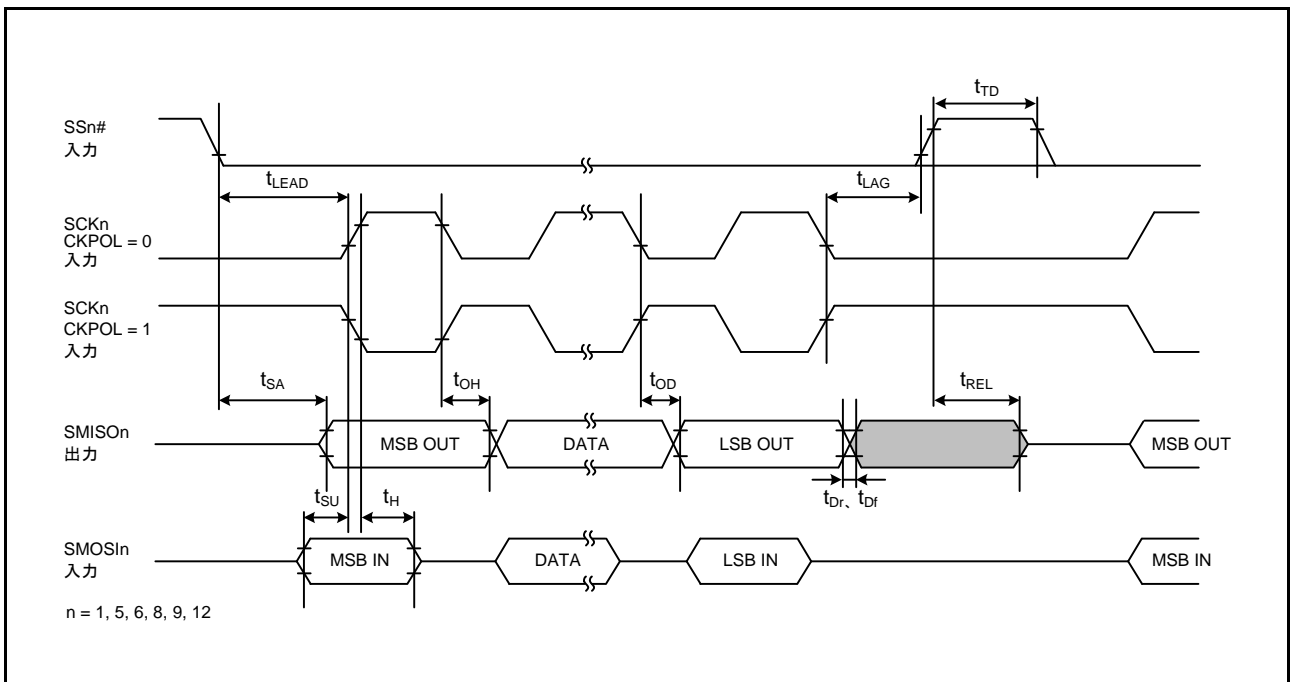 tTD
SSn#
入力
tLEAD
tLAG
SCKn
CKPOL = 0
入力
SCKn
CKPOL = 1
入力
tSA
tOH
tOD
tREL
SMISOn
出力
MSB OUT
DATA
LSB OUT
MSB OUT
tSU
tH
tDr、tDf
SMOSIn
入力
MSB IN
DATA
LSB IN
MSB IN
n = 1, 5, 6, 8, 9, 12